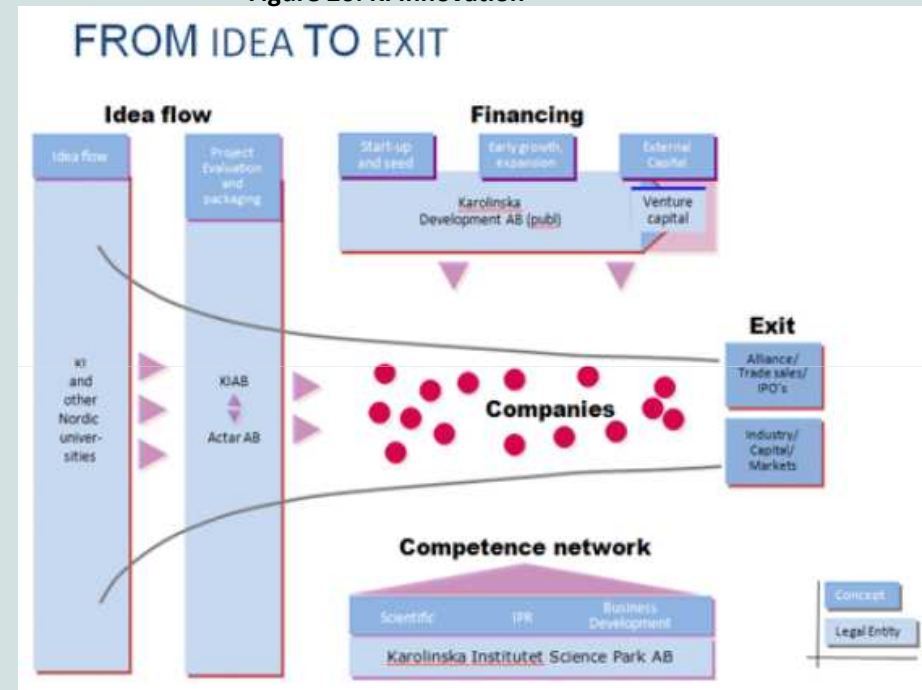 FROM IDEA TO EXIT
Idea flow
Idea flow
Project
Evaluation
and
packaging
KI
and
other
Nordic
univer-
sities
KIAB
Actar AB
Financing
Start-up
and seed
Early growth,
expansion
External
Capital
Karolinska
Development AB (publ)
Venture
capital
Companies
Exit
Alliance/
Trade sales/
IPO's
Industry/
Capital/
Markets
Competence network
Scientific
IPR
Business
Development
Karolinska Institutet Science Park AB
Concept
Legal Entity